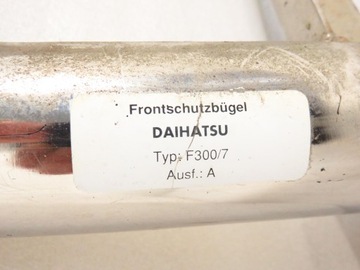 Frontschutzbügel
DAIHATSU
Typ: F300/7
Ausf.: A